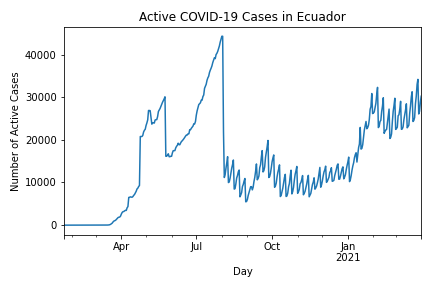 Active COVID-19 Cases in Ecuador
Number of Active Cases
40000
30000
20000
10000
0
Apr
Jul
Oct
Jan
2021
Day